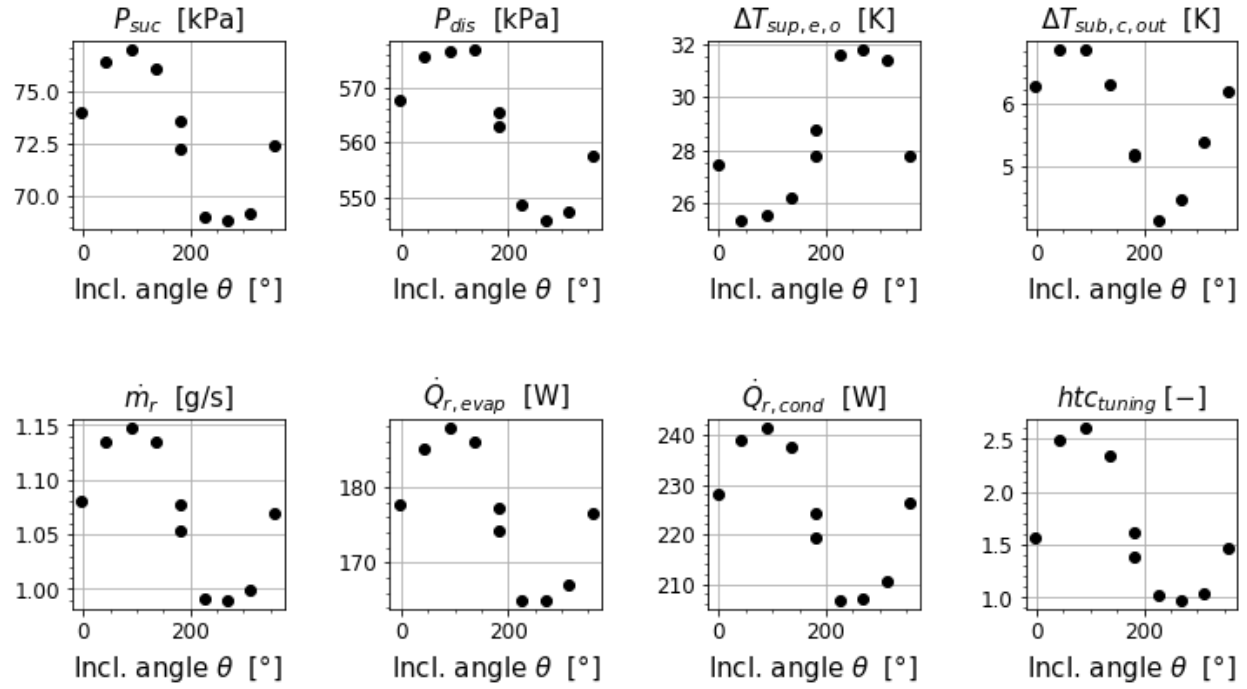 P_suc [kPa]
P_dis [kPa]
ΔT_sup,e,o [K]
ΔT_sub,c,out [K]
75.0
72.5
70.0
0 200
Incl. angle θ [°]
570
560
550
0 200
Incl. angle θ [°]
32
30
28
26
0 200
Incl. angle θ [°]
6
5
0 200
Incl. angle θ [°]
ṁ_r [g/s]
Q̇_r,evap [W]
Q̇_r,cond [W]
htc_tuning [−]
1.15
1.10
1.05
1.00
0 200
Incl. angle θ [°]
180
170
0 200
Incl. angle θ [°]
240
230
220
210
0 200
Incl. angle θ [°]
2.5
2.0
1.5
1.0
0 200
Incl. angle θ [°]